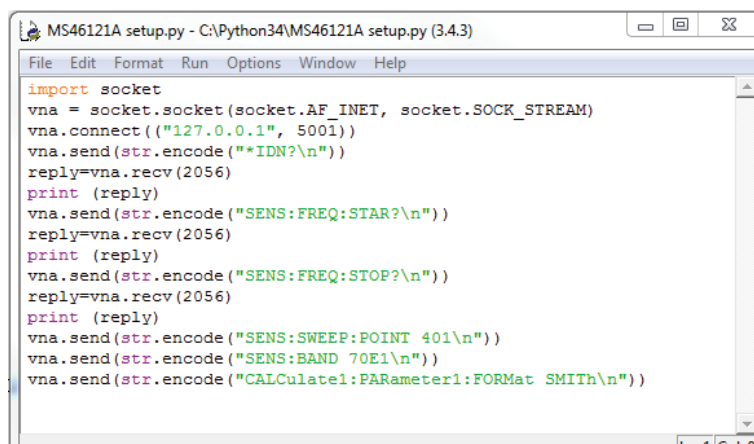 MS46121A setup.py - C:\Python34\MS46121A setup.py (3.4.3)
File Edit Format Run Options Window Help
import socket
vna = socket.socket(socket.AF_INET, socket.SOCK_STREAM)
vna.connect(("127.0.0.1", 5001))
vna.send(str.encode("*IDN?\n"))
reply=vna.recv(2056)
print (reply)
vna.send(str.encode("SENS:FREQ:STAR?\n"))
reply=vna.recv(2056)
print (reply)
vna.send(str.encode("SENS:FREQ:STOP?\n"))
reply=vna.recv(2056)
print (reply)
vna.send(str.encode("SENS:SWEEP:POINT 401\n"))
vna.send(str.encode("SENS:BAND 70E1\n"))
vna.send(str.encode("CALCulate1:PARameter1:FORMat SMITh\n"))